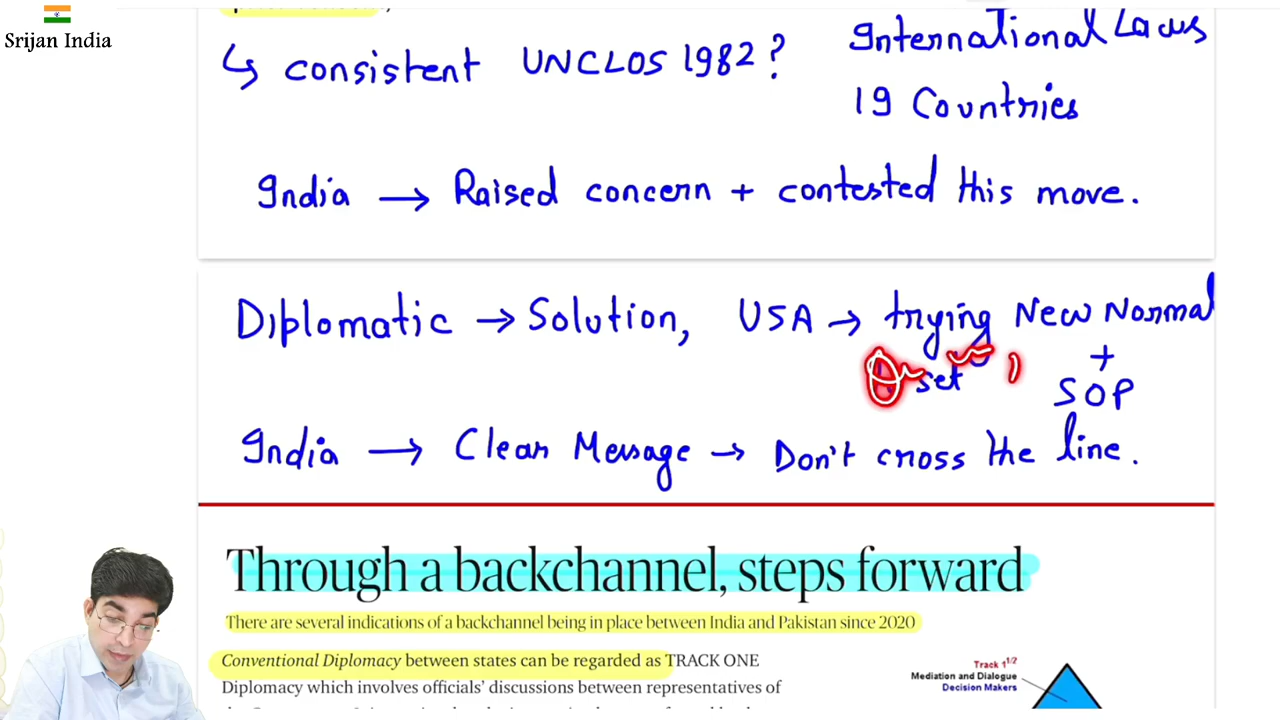 Srijan India
↳ consistent UNCLOS 1982?
International Laws
19 Countries
India → Raised concern + contested this move.
Diplomatic → Solution, USA → trying New Normal
set
+
SOP
India → Clear Message → Don't cross the line.
Through a backchannel, steps forward
There are several indications of a backchannel being in place between India and Pakistan since 2020
Conventional Diplomacy between states can be regarded as TRACK ONE
Diplomacy which involves officials' discussions between representatives of
Track 1 1/2
Mediation and Dialogue
Decision Makers